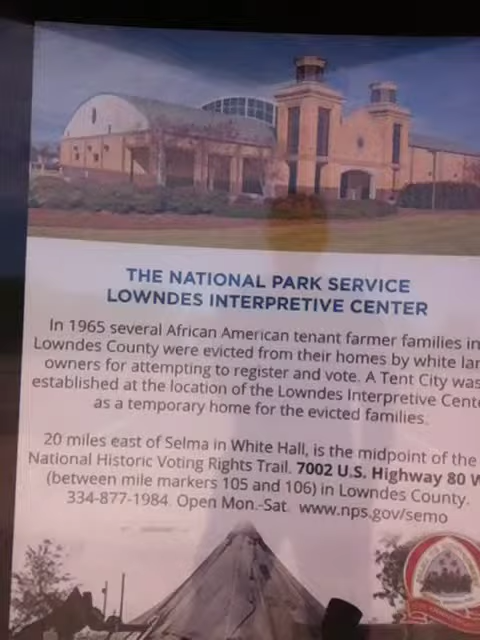 THE NATIONAL PARK SERVICE
LOWNDES INTERPRETIVE CENTER
In 1965 several African American tenant farmer families in
Lowndes County were evicted from their homes by white lan
owners for attempting to register and vote. A Tent City was
established at the location of the Lowndes Interpretive Cente
as a temporary home for the evicted families.
20 miles east of Selma in White Hall, is the midpoint of the
National Historic Voting Rights Trail. 7002 U.S. Highway 80 W
(between mile markers 105 and 106) in Lowndes County.
334-877-1984 Open Mon.-Sat. www.nps.gov/semo